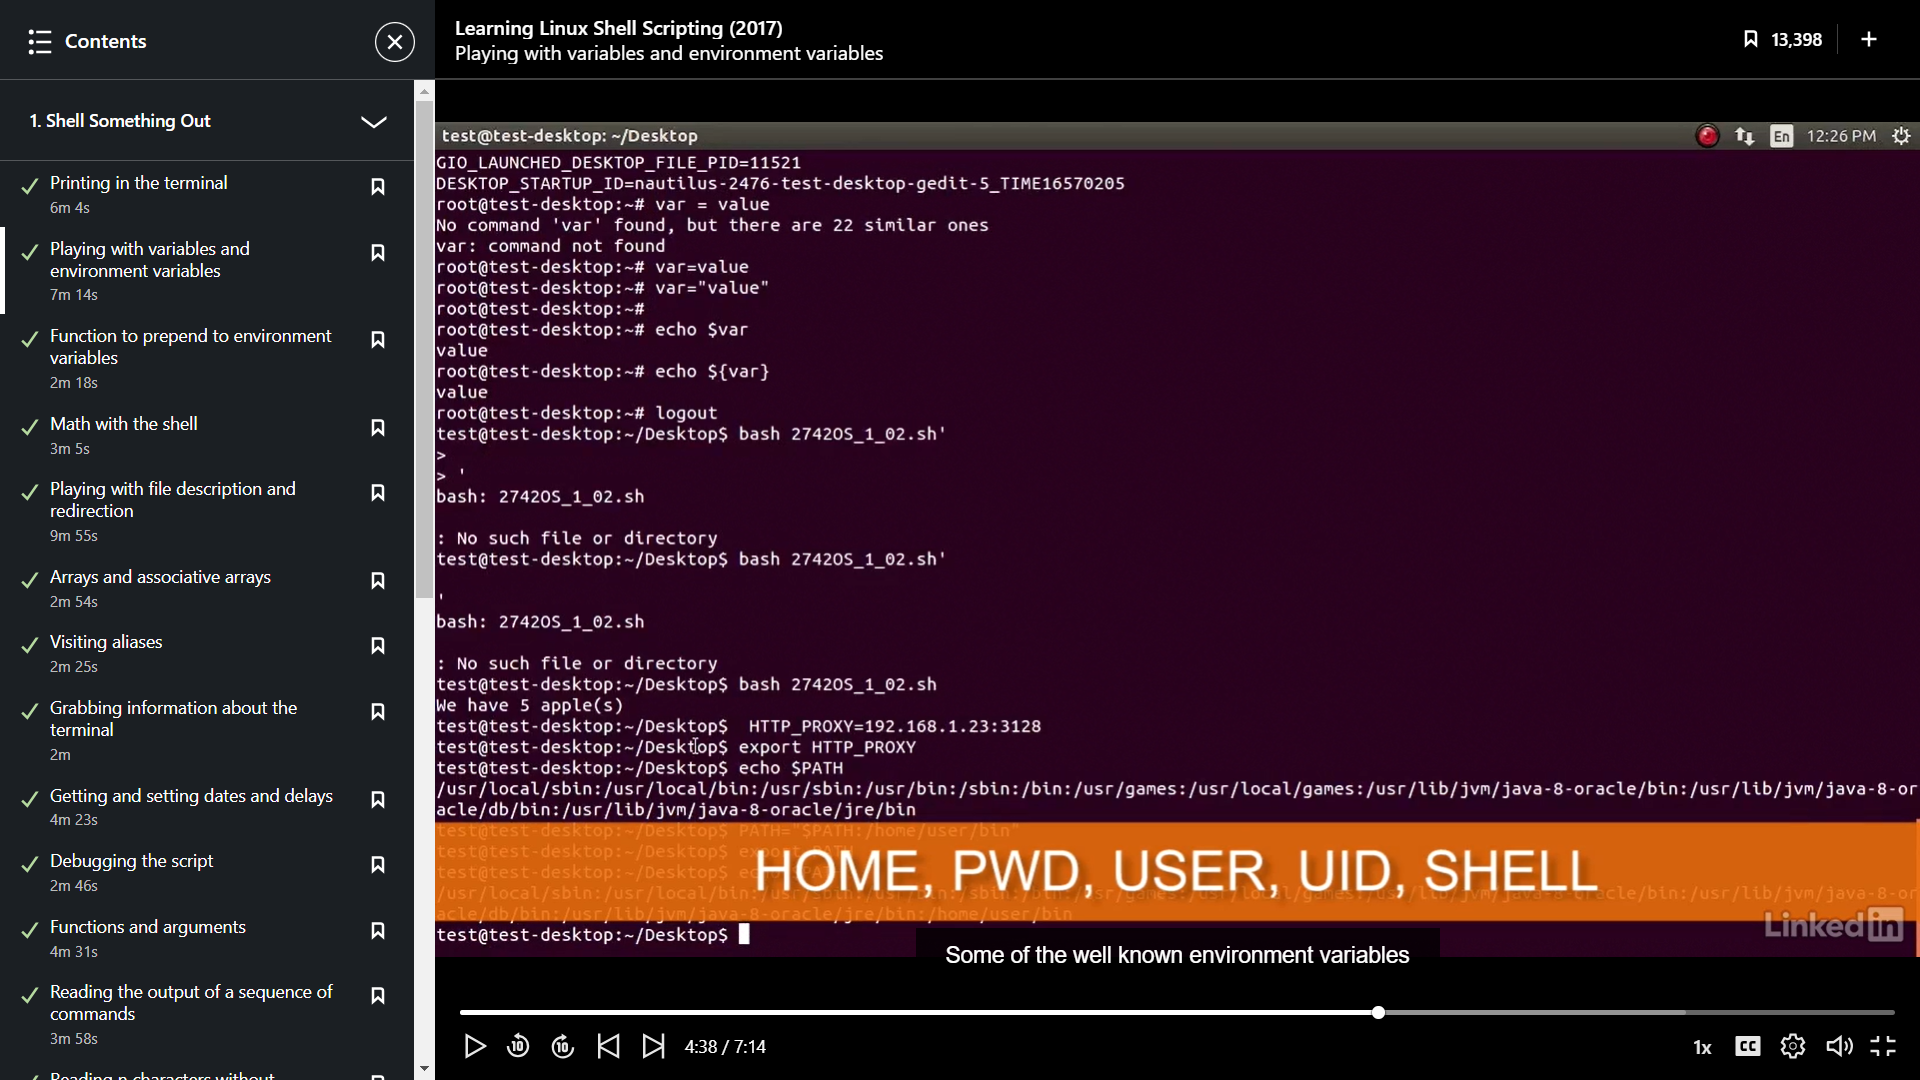 Contents
Learning Linux Shell Scripting (2017)
Playing with variables and environment variables
13,398
1. Shell Something Out
Printing in the terminal
6m 4s
Playing with variables and
environment variables
7m 14s
Function to prepend to environment
variables
2m 18s
Math with the shell
3m 5s
Playing with file description and
redirection
9m 55s
Arrays and associative arrays
2m 54s
Visiting aliases
2m 25s
Grabbing information about the
terminal
2m
Getting and setting dates and delays
4m 23s
Debugging the script
2m 46s
Functions and arguments
4m 31s
Reading the output of a sequence of
commands
3m 58s
Reading n characters without
test@test-desktop: ~/Desktop
En
12:26 PM
GIO_LAUNCHED_DESKTOP_FILE_PID=11521
DESKTOP_STARTUP_ID=nautilus-2476-test-desktop-gedit-5_TIME16570205
root@test-desktop:~# var = value
No command 'var' found, but there are 22 similar ones
var: command not found
root@test-desktop:~# var=value
root@test-desktop:~# var="value"
root@test-desktop:~#
root@test-desktop:~# echo $var
value
root@test-desktop:~# echo ${var}
value
root@test-desktop:~# logout
test@test-desktop:~/Desktop$ bash 2742OS_1_02.sh'
>
> '
bash: 2742OS_1_02.sh
: No such file or directory
test@test-desktop:~/Desktop$ bash 2742OS_1_02.sh'
'
bash: 2742OS_1_02.sh
: No such file or directory
test@test-desktop:~/Desktop$ bash 2742OS_1_02.sh
We have 5 apple(s)
test@test-desktop:~/Desktop$  HTTP_PROXY=192.168.1.23:3128
test@test-desktop:~/Desktop$ export HTTP_PROXY
test@test-desktop:~/Desktop$ echo $PATH
/usr/local/sbin:/usr/local/bin:/usr/sbin:/usr/bin:/sbin:/bin:/usr/games:/usr/local/games:/usr/lib/jvm/java-8-oracle/bin:/usr/lib/jvm/java-8-or
acle/db/bin:/usr/lib/jvm/java-8-oracle/jre/bin
test@test-desktop:~/Desktop$ PATH="$PATH:/home/user/bin"
test@test-desktop:~/Desktop$ export PATH
test@test-desktop:~/Desktop$ echo $PATH
HOME, PWD, USER, UID, SHELL
/usr/local/sbin:/usr/local/bin:
acle/bin:/usr/lib/jvm/java-8-or
acle/db/bin:/usr/lib/jvm/java-8-oracle/jre/bin:/home/user/bin
test@test-desktop:~/Desktop$
LinkedIn
Some of the well known environment variables
10
10
4:38 / 7:14
1x
CC